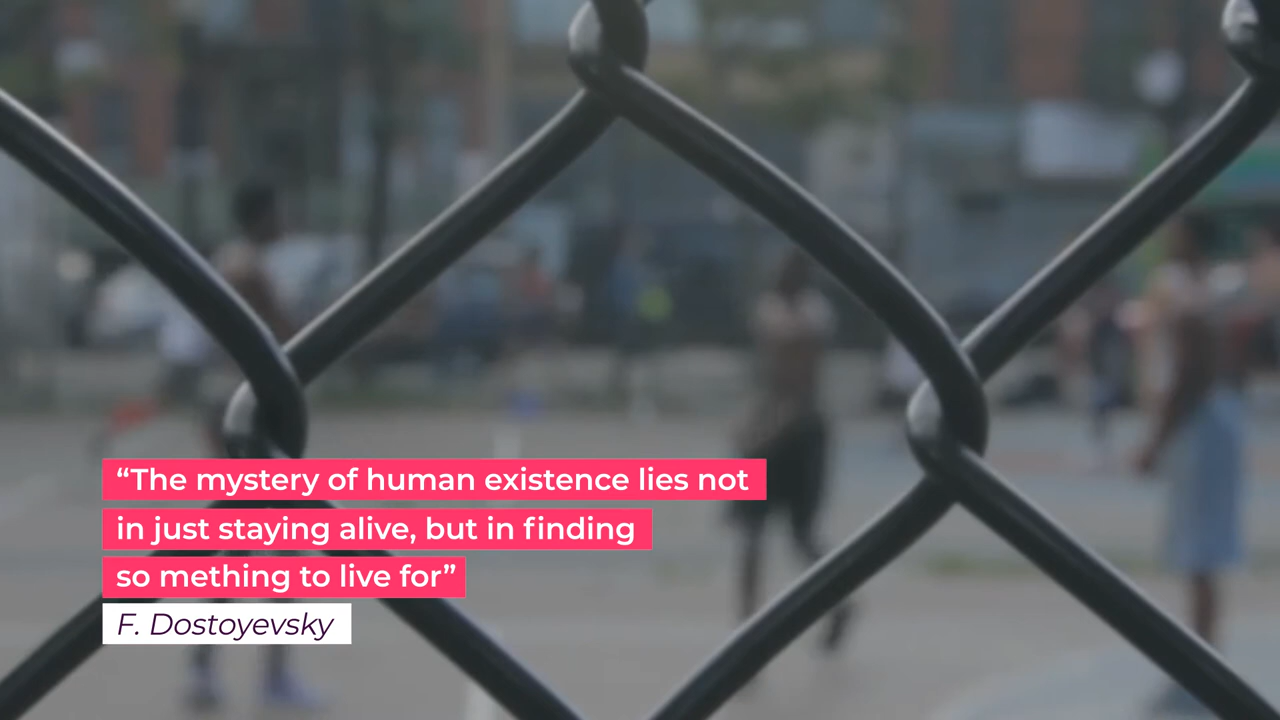 “The mystery of human existence lies not
in just staying alive, but in finding
so mething to live for”
F. Dostoyevsky